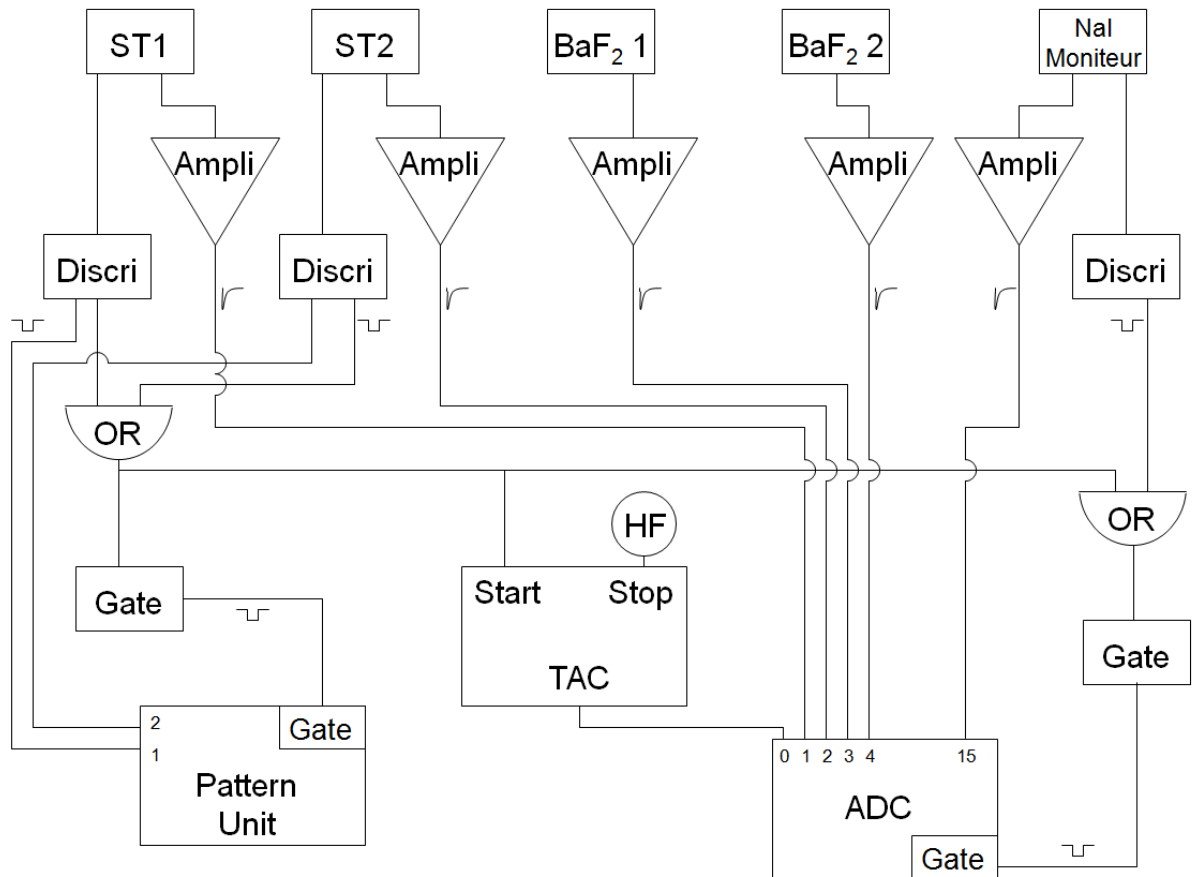 ST1
ST2
BaF₂ 1
BaF₂ 2
NaI
Moniteur
Ampli
Ampli
Ampli
Ampli
Ampli
Discri
Discri
Discri
OR
HF
OR
Start
Stop
Gate
TAC
Gate
2
Gate
1
Pattern
Unit
0 1 2 3 4 15
ADC
Gate